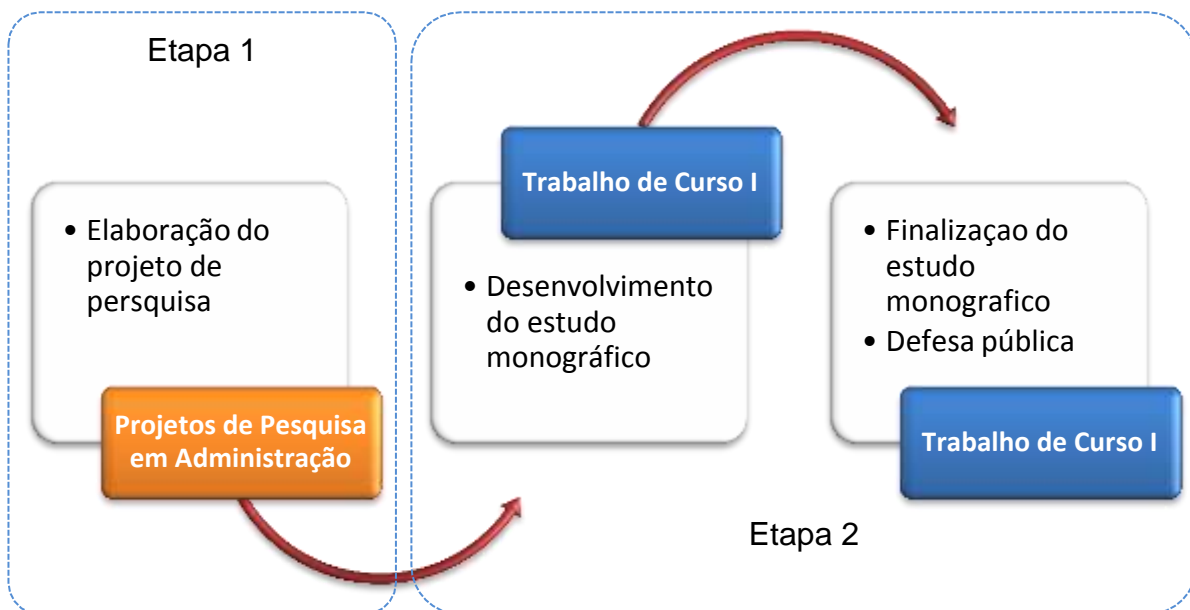 Etapa 1
• Elaboração do
projeto de
persquisa
Projetos de Pesquisa
em Administração
Trabalho de Curso I
• Desenvolvimento
do estudo
monográfico
• Finalizaçao do
estudo
monografico
• Defesa pública
Trabalho de Curso I
Etapa 2